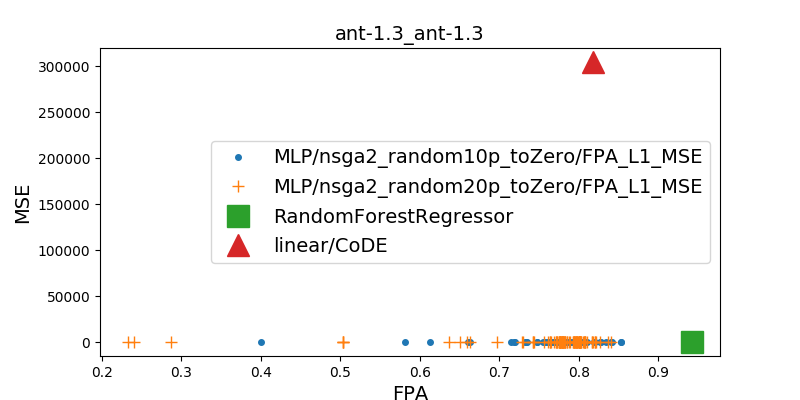 ant-1.3_ant-1.3
300000
250000
200000
150000
100000
50000
0
MSE
MLP/nsga2_random10p_toZero/FPA_L1_MSE
MLP/nsga2_random20p_toZero/FPA_L1_MSE
RandomForestRegressor
linear/CoDE
0.2 0.3 0.4 0.5 0.6 0.7 0.8 0.9
FPA